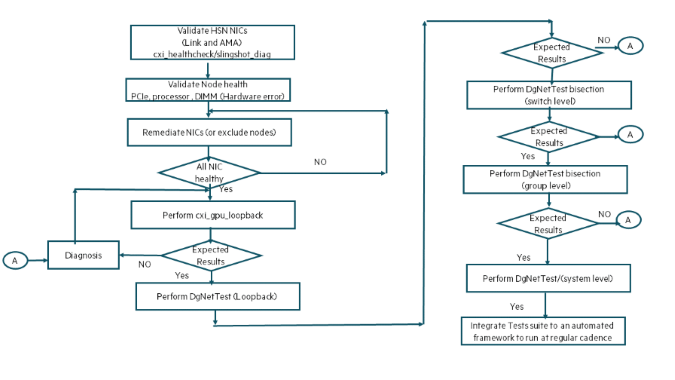 Validate HSN NICs
(Link and AMA)
cxi_healthcheck/slingshot_diag
Validate Node health
PCIe, processor , DIMM (Hardware error)
Remediate NICs (or exclude nodes)
All NIC
healthy
NO
Yes
Perform cxi_gpu_loopback
Expected
Results
NO
Diagnosis
A
Yes
Perform DgNetTest (Loopback)
Expected
Results
NO
A
Perform DgNetTest bisection
(switch level)
Expected
Results
A
Yes
Perform DgNetTest bisection
(group level)
Expected
Results
NO
A
Yes
Perform DgNetTest/(system level)
Yes
Integrate Tests suite to an automated
framework to run at regular cadence